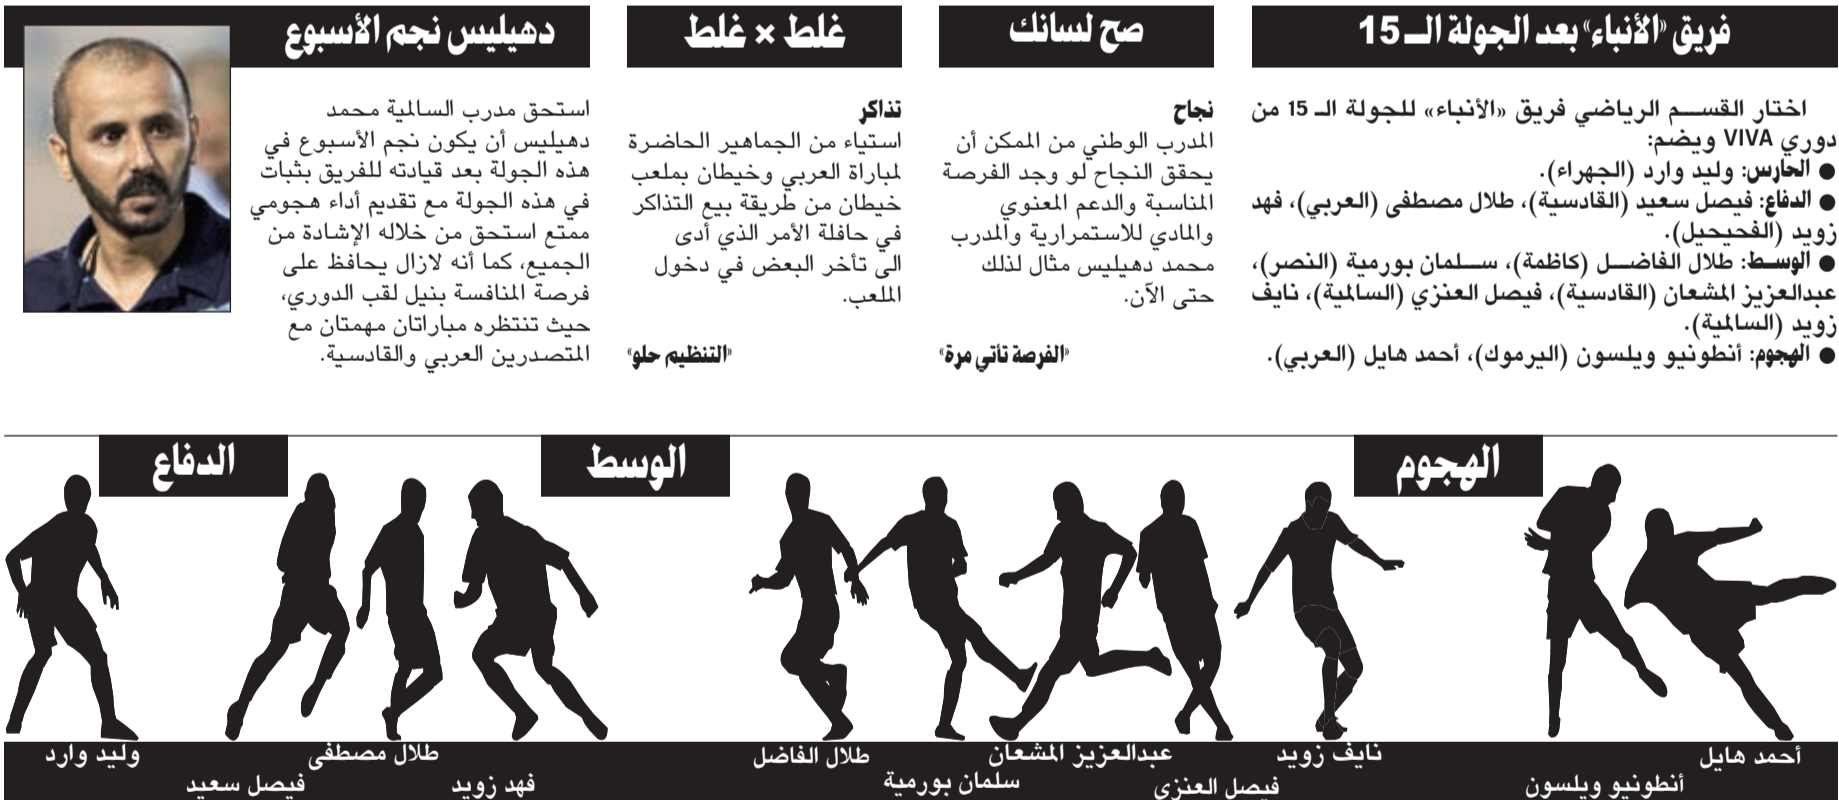 فريق «الأنباء» بعد الجولة الـ 15
اختار القسم الرياضي فريق «الأنباء» للجولة الـ 15 من
دوري VIVA ويضم:
● الحارس: وليد وارد (الجهراء).
● الدفاع: فيصل سعيد (القادسية)، طلال مصطفى (العربي)، فهد
زويد (الفحيحيل).
● الوسط: طلال الفاضل (كاظمة)، سلمان بورمية (النصر)،
عبدالعزيز المشعان (القادسية)، فيصل العنزي (السالمية)، نايف
زويد (السالمية).
● الهجوم: أنطونيو ويلسون (اليرموك)، أحمد هايل (العربي).
صح لسانك
نجاح
المدرب الوطني من الممكن أن
يحقق النجاح لو وجد الفرصة
المناسبة والدعم المعنوي
والمادي للاستمرارية والمدرب
محمد دهيليس مثال لذلك
حتى الآن.
«الفرصة تأتي مرة»
غلط × غلط
تذاكر
استياء من الجماهير الحاضرة
لمباراة العربي وخيطان بملعب
خيطان من طريقة بيع التذاكر
في حافلة الأمر الذي أدى
الى تأخر البعض في دخول
الملعب.
«التنظيم حلو»
دهيليس نجم الأسبوع
استحق مدرب السالمية محمد
دهيليس أن يكون نجم الأسبوع في
هذه الجولة بعد قيادته للفريق بثبات
في هذه الجولة مع تقديم أداء هجومي
ممتع استحق من خلاله الإشادة من
الجميع، كما أنه لازال يحافظ على
فرصة المنافسة بنيل لقب الدوري،
حيث تنتظره مباراتان مهمتان مع
المتصدرين العربي والقادسية.
الهجوم
الوسط
الدفاع
أحمد هايل
أنطونيو ويلسون
نايف زويد
فيصل العنزي
عبدالعزيز المشعان
سلمان بورمية
طلال الفاضل
فهد زويد
طلال مصطفى
فيصل سعيد
وليد وارد